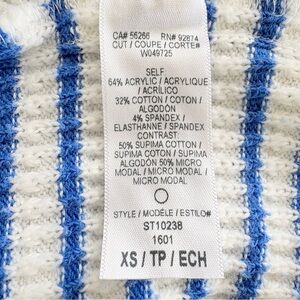 CA# 56266 RN# 92874
CUT / COUPE / CORTE#
W049725
SELF
64% ACRYLIC / ACRYLIQUE
/ ACRÍLICO
32% COTTON / COTON /
ALGODÓN
4% SPANDEX /
ELASTHANNE / SPANDEX
CONTRAST:
50% SUPIMA COTTON /
SUPIMA COTTON / SUPIMA
ALGODÓN 50% MICRO
MODAL / MICRO MODAL /
MICRO MODAL
STYLE / MODÈLE / ESTILO#
ST10238
1601
XS / TP / ECH